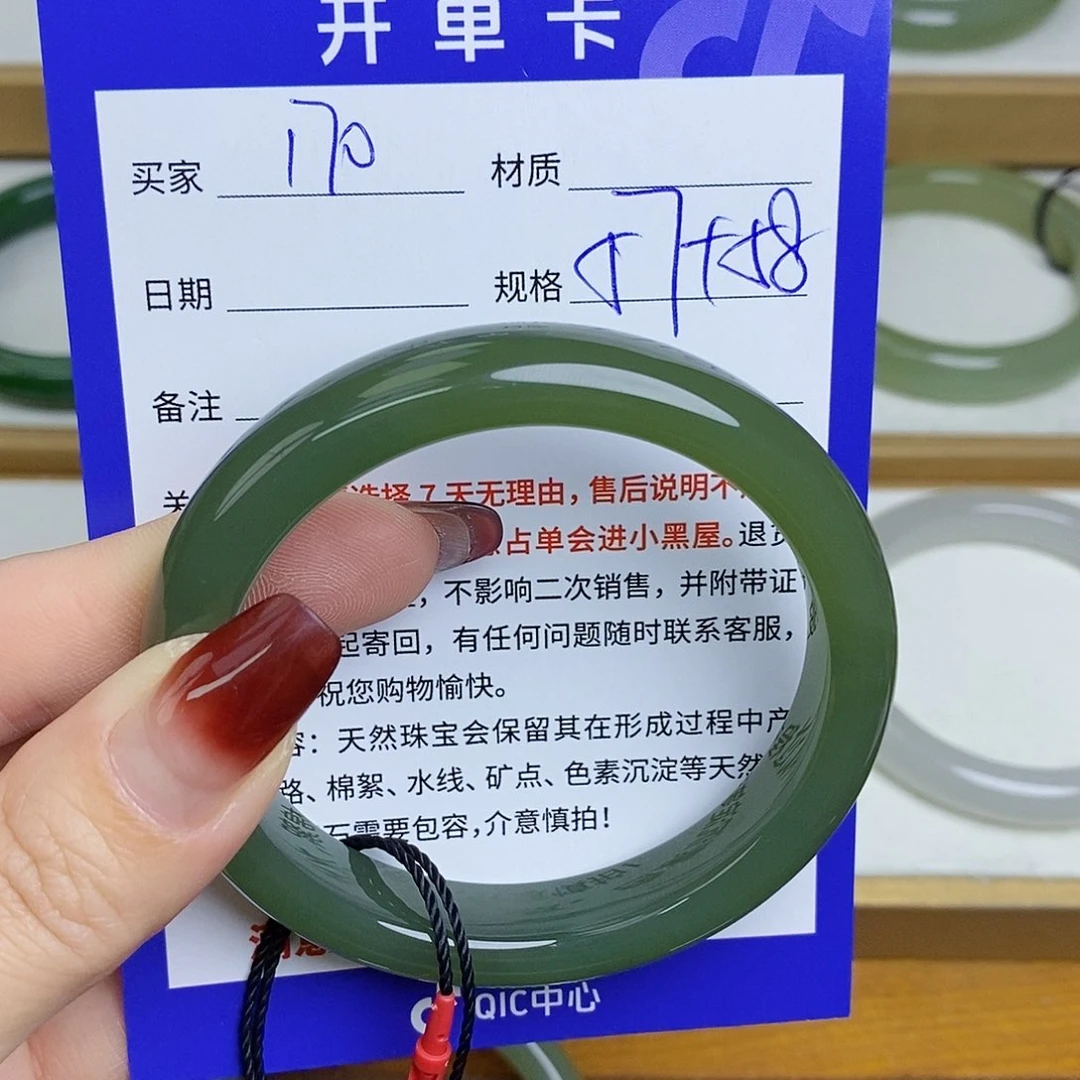 开单卡
买家 170
材质
日期
规格
备注
关
选择7天无理由，售后说明不
占单会进小黑屋。退
，不影响二次销售，并附带证
起寄回，有任何问题随时联系客服，
祝您购物愉快。
容：天然珠宝会保留其在形成过程中产
路、棉絮、水线、矿点、色素沉淀等天然
石需要包容，介意慎拍！
QIC中心